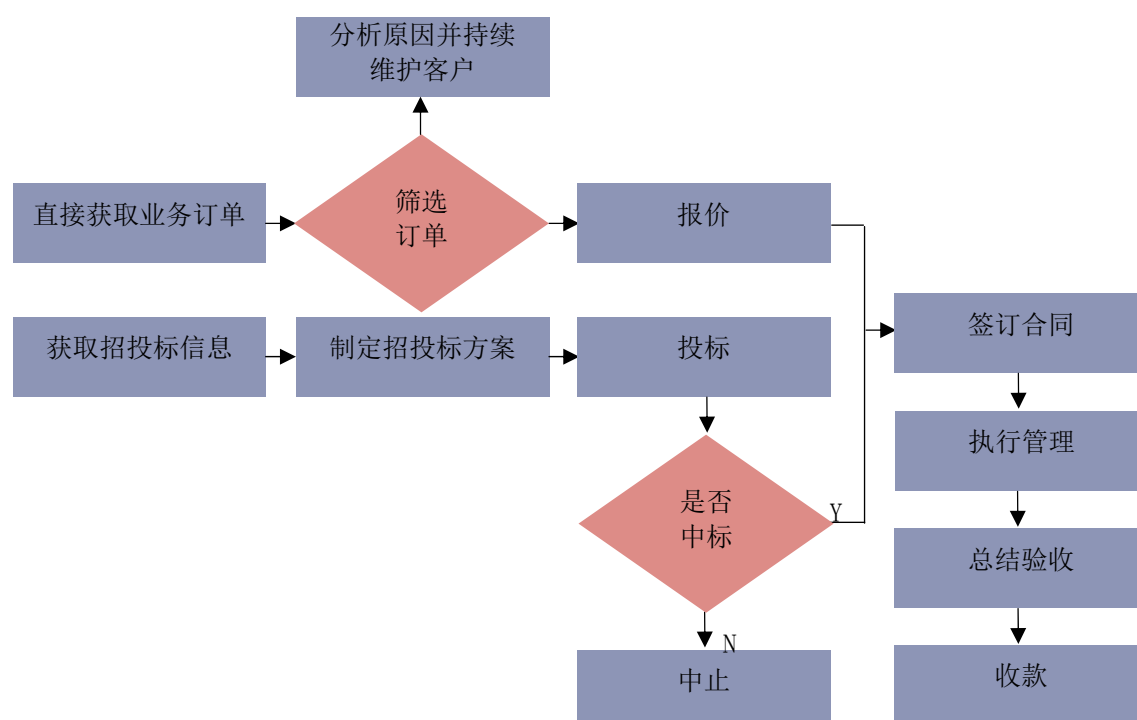 分析原因并持续
维护客户
直接获取业务订单
筛选
订单
报价
获取招投标信息
制定招投标方案
投标
签订合同
执行管理
是否
中标
Y
总结验收
N
中止
收款